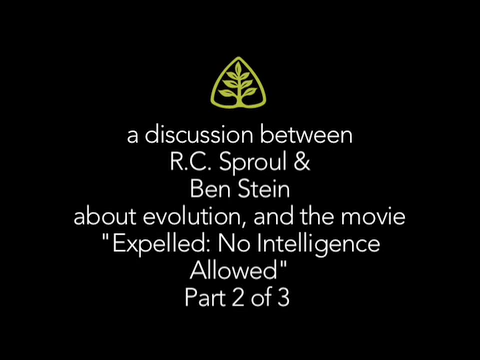 a discussion between
R.C. Sproul &
Ben Stein
about evolution, and the movie
"Expelled: No Intelligence
Allowed"
Part 2 of 3